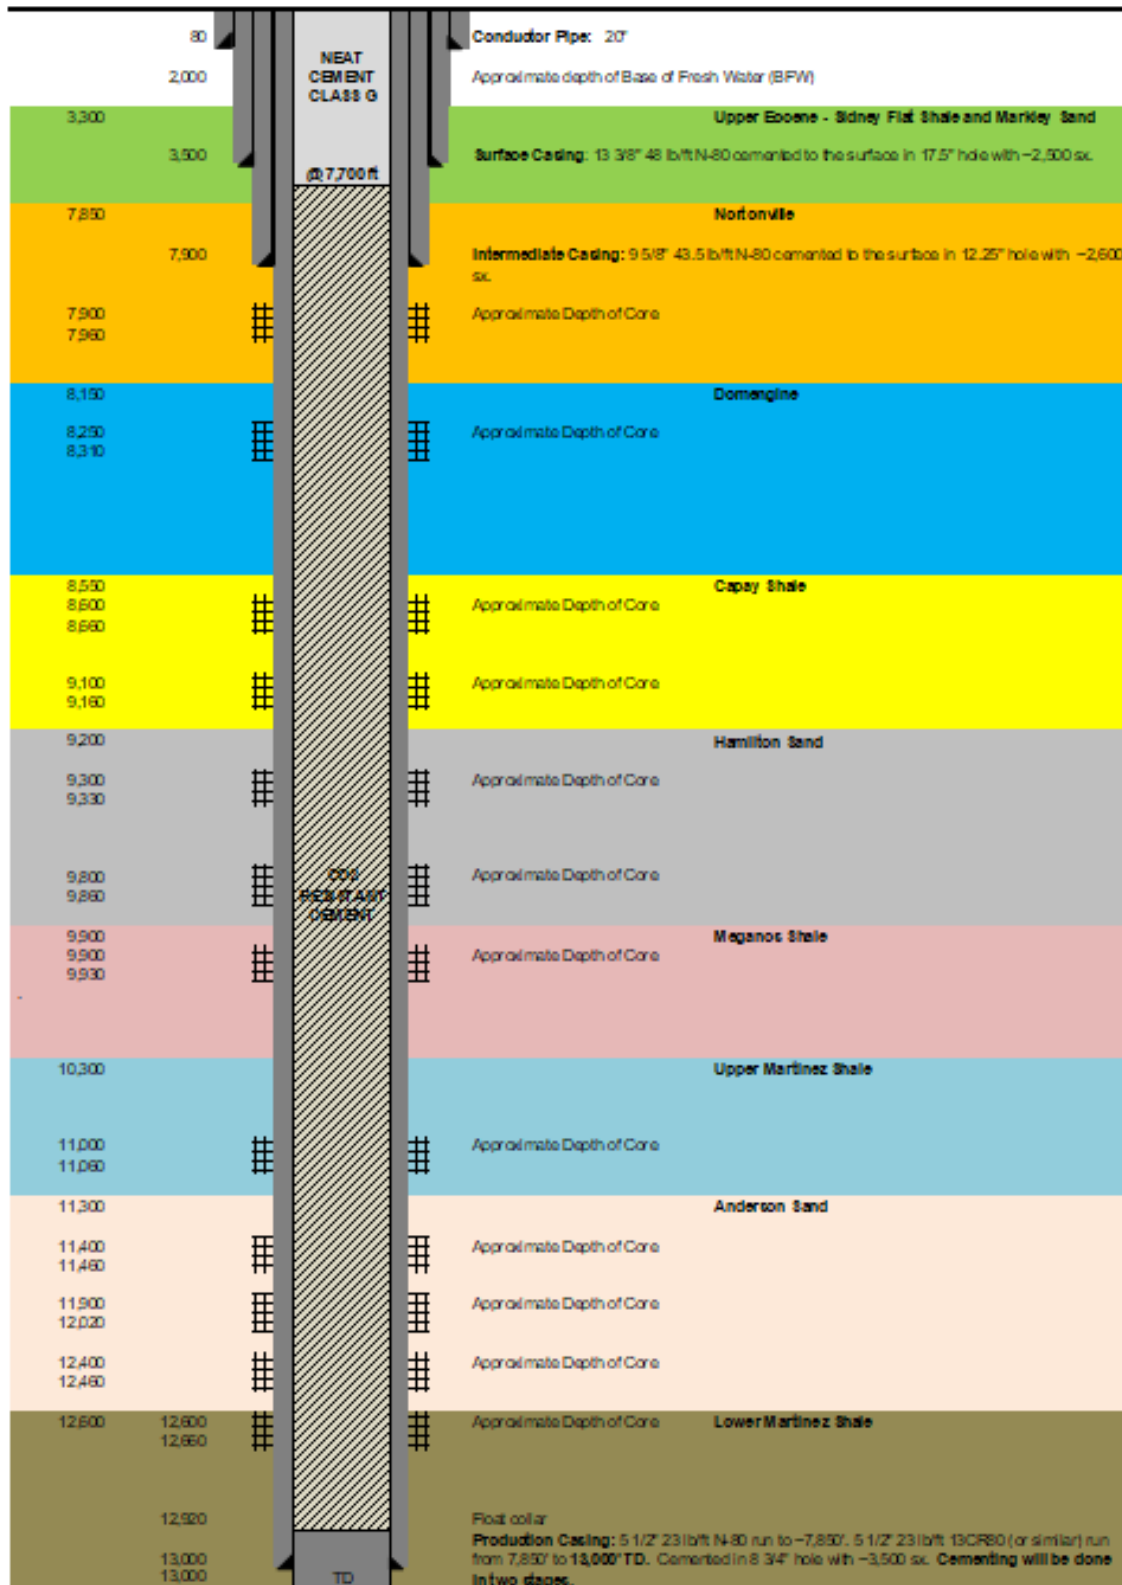 80 Conductor Pipe: 20"
NEAT
CEMENT
CLASS G
2,000 Approximate depth of Base of Fresh Water (BFW)
3,300 Upper Eocene - Sidney Flat Shale and Markley Sand
3,500 Surface Casing: 13 3/8" 48 lb/ft N-80 cemented to the surface in 17.5" hole with ~2,500 sx.
@ 7,700 ft
7,850 Nortonville
7,900 Intermediate Casing: 9 5/8" 43.5 lb/ft N-80 cemented to the surface in 12.25" hole with ~2,600
sx.
7,900 Approximate Depth of Core
7,960
8,150 Domengine
8,250 Approximate Depth of Core
8,310
8,550 Capay Shale
8,600 Approximate Depth of Core
8,660
9,100 Approximate Depth of Core
9,160
9,200 Hamilton Sand
9,300 Approximate Depth of Core
9,330
9,800 Approximate Depth of Core
9,860
CO2
RESISTANT
CEMENT
9,900 Meganos Shale
9,900 Approximate Depth of Core
9,930
10,300 Upper Martinez Shale
11,000 Approximate Depth of Core
11,060
11,300 Anderson Sand
11,400 Approximate Depth of Core
11,460
11,900 Approximate Depth of Core
12,020
12,400 Approximate Depth of Core
12,460
12,600 12,600 Approximate Depth of Core Lower Martinez Shale
12,660
12,920 Float collar
Production Casing: 5 1/2" 23 lb/ft N-80 run to ~7,850'. 5 1/2" 23 lb/ft 13CR80 (or similar) run
13,000 from 7,850' to 13,000' TD. Cemented in 8 3/4" hole with ~3,500 sx. Cementing will be done
13,000 TD in two stages.